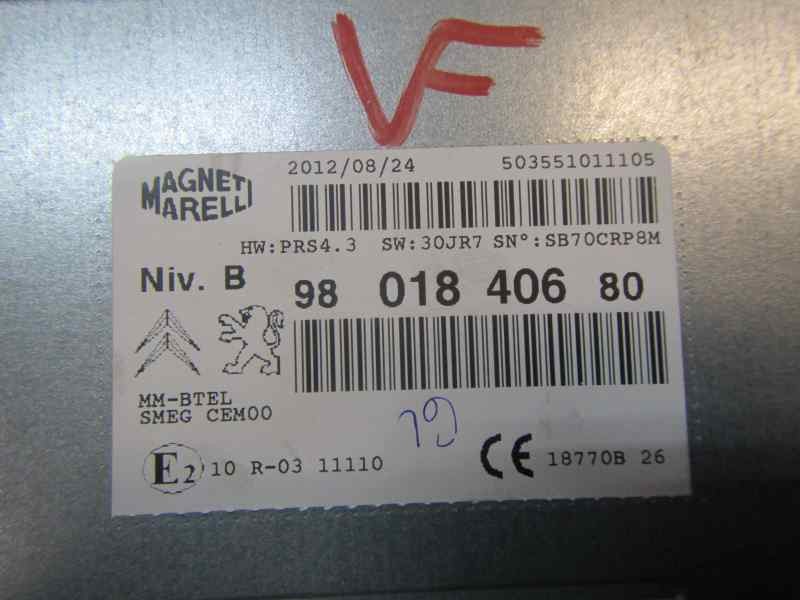 VF
2012/08/24 503551011105
MAGNETI
MARELLI
HW:PRS4.3 SW:30JR7 SN°:SB70CRP8M
Niv. B 98 018 406 80
MM-BTEL
SMEG CEM00
E2 10 R-03 11110 CE 18770B 26